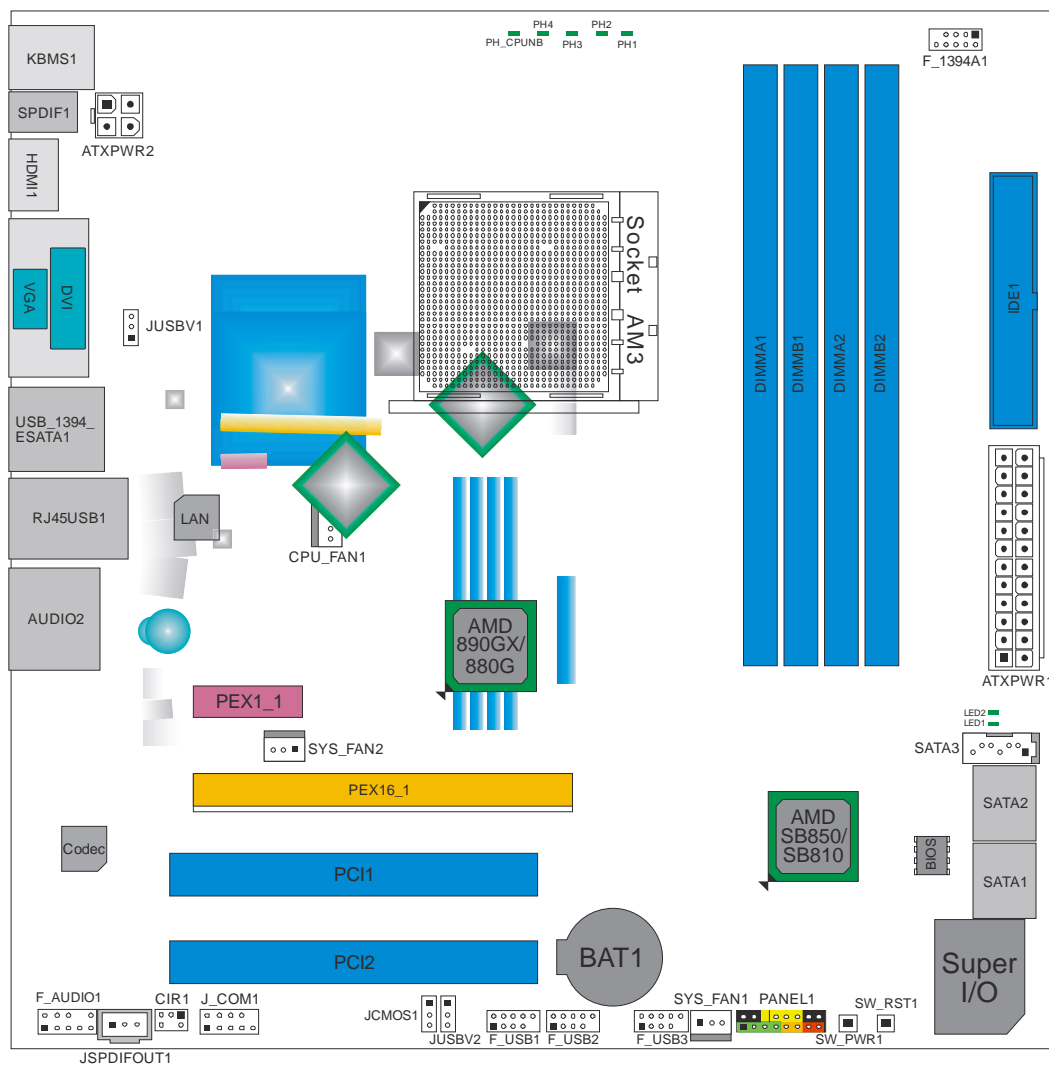 PH4
PH2
PH_CPUNB
PH3
PH1
KBMS1
F_1394A1
SPDIF1
ATXPWR2
HDMI1
Socket AM3
VGA
DVI
JUSBV1
DIMMA1
DIMMB1
DIMMA2
DIMMB2
IDE1
USB_1394_
ESATA1
RJ45USB1
LAN
CPU_FAN1
AUDIO2
AMD
890GX/
880G
ATXPWR1
PEX1_1
LED2
LED1
SYS_FAN2
SATA3
PEX16_1
SATA2
AMD
SB850/
SB810
Codec
BIOS
PCI1
SATA1
BAT1
PCI2
Super
I/O
F_AUDIO1
CIR1
J_COM1
JCMOS1
SYS_FAN1
PANEL1
SW_RST1
JUSBV2
F_USB1
F_USB2
F_USB3
SW_PWR1
JSPDIFOUT1